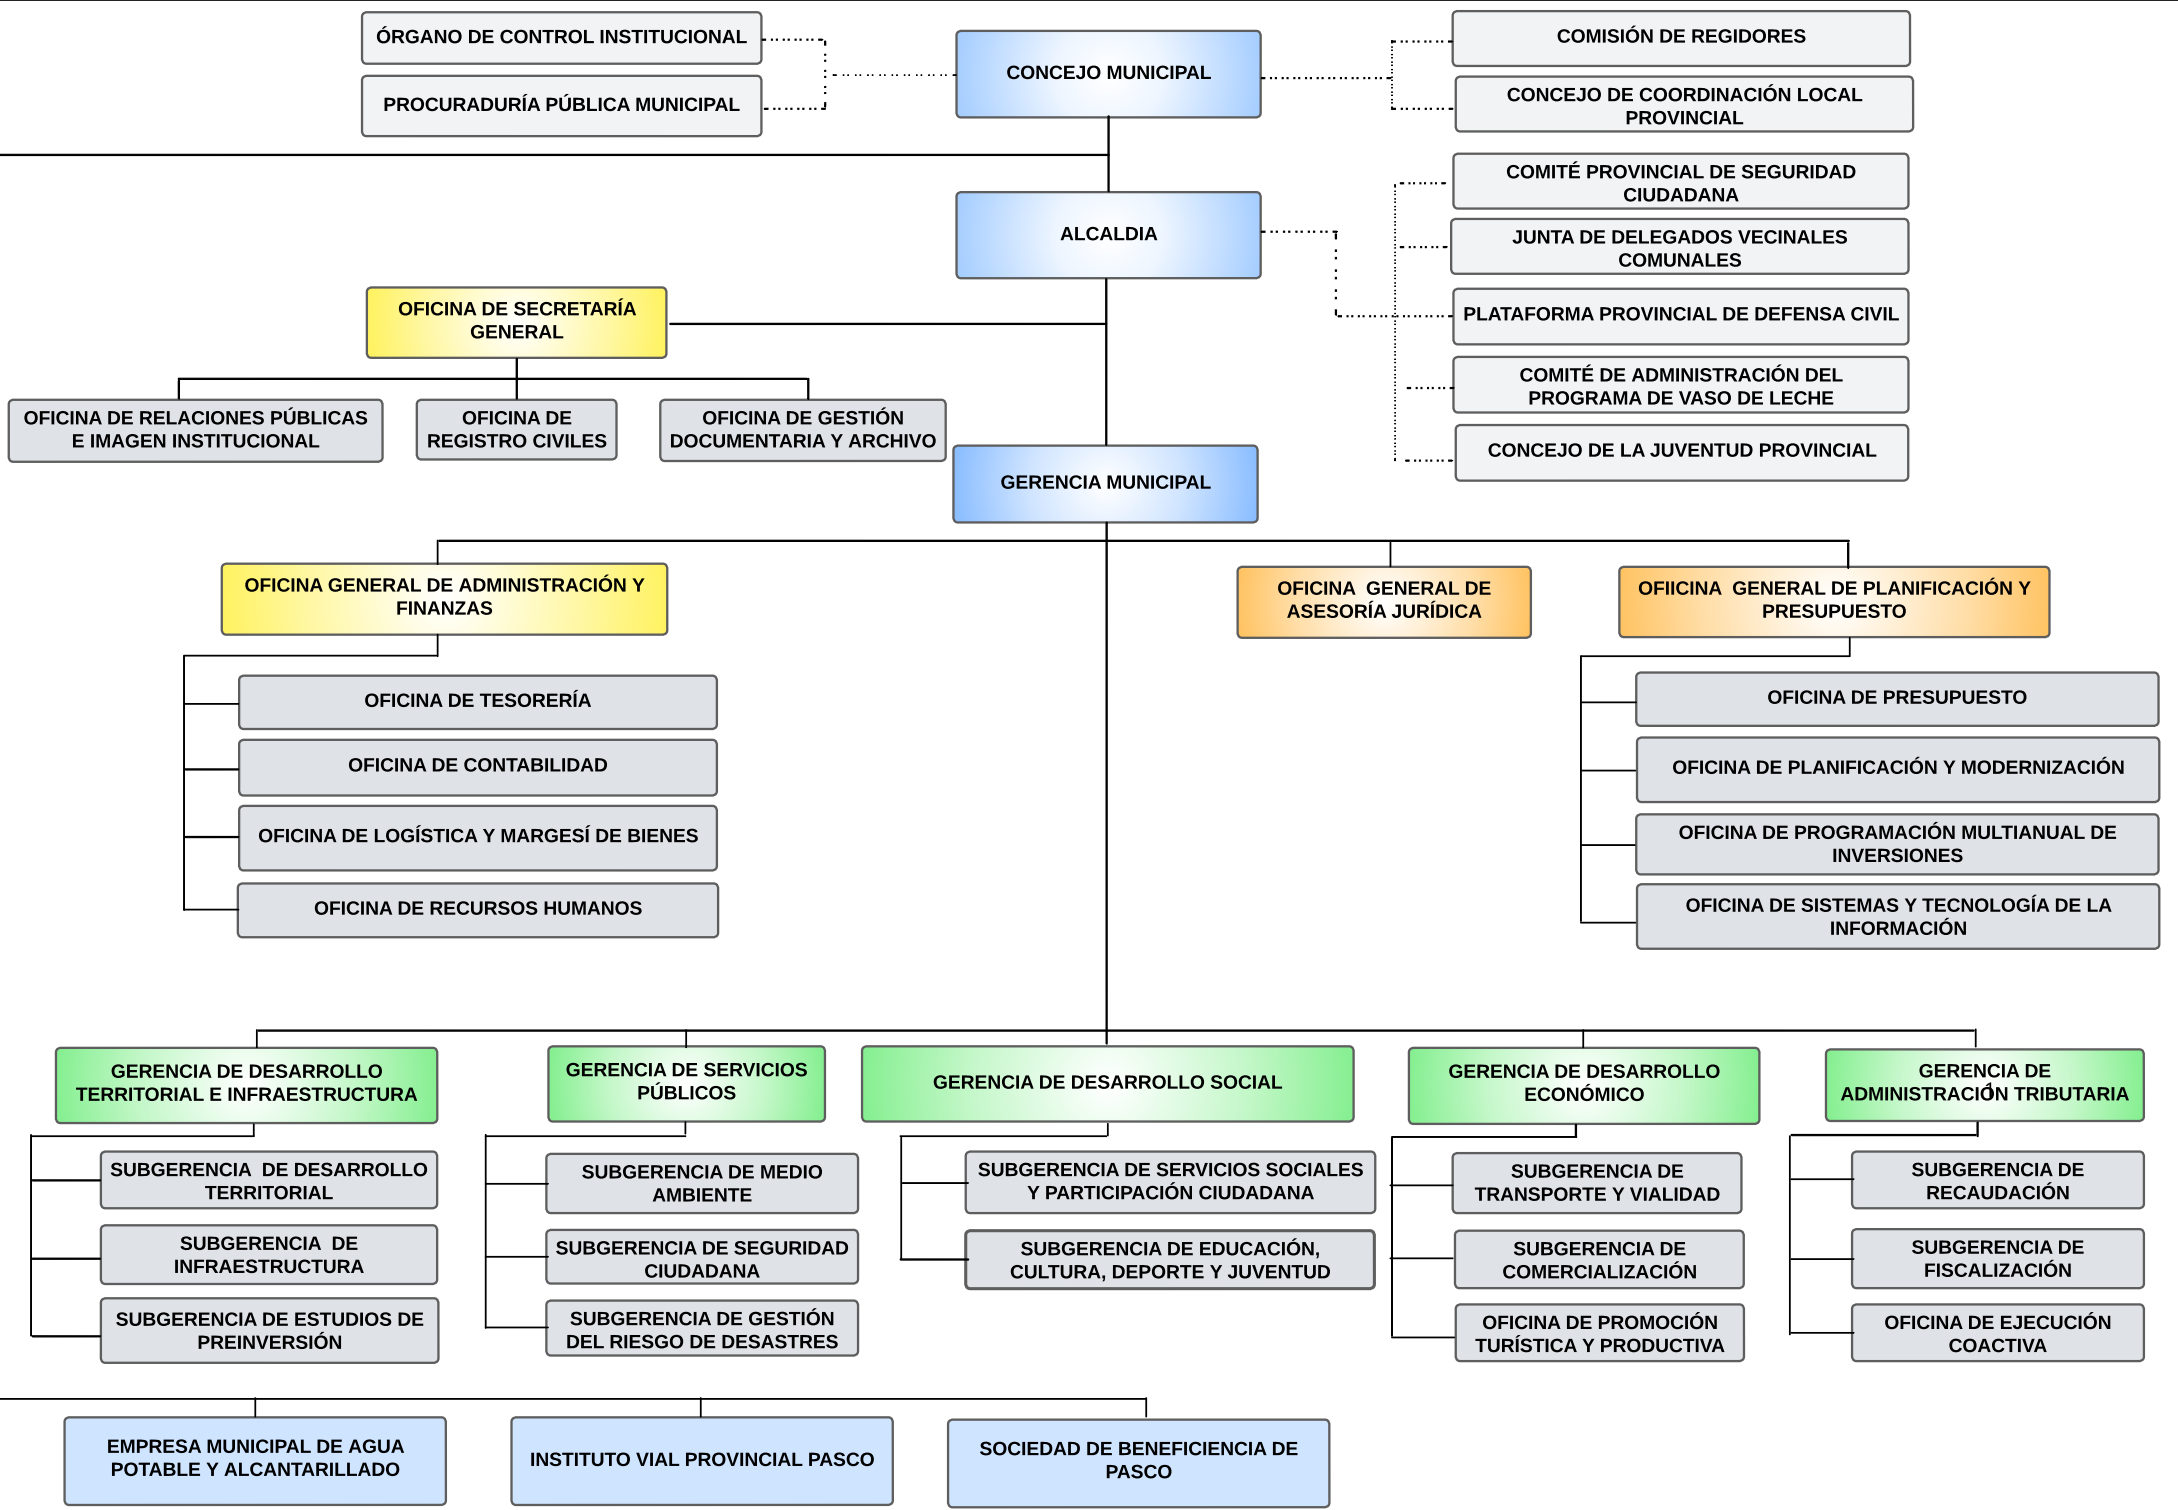 ÓRGANO DE CONTROL INSTITUCIONAL
PROCURADURÍA PÚBLICA MUNICIPAL
CONCEJO MUNICIPAL
COMISIÓN DE REGIDORES
CONCEJO DE COORDINACIÓN LOCAL
PROVINCIAL
ALCALDIA
COMITÉ PROVINCIAL DE SEGURIDAD
CIUDADANA
JUNTA DE DELEGADOS VECINALES
COMUNALES
PLATAFORMA PROVINCIAL DE DEFENSA CIVIL
COMITÉ DE ADMINISTRACIÓN DEL
PROGRAMA DE VASO DE LECHE
CONCEJO DE LA JUVENTUD PROVINCIAL
OFICINA DE SECRETARÍA
GENERAL
OFICINA DE RELACIONES PÚBLICAS
E IMAGEN INSTITUCIONAL
OFICINA DE
REGISTRO CIVILES
OFICINA DE GESTIÓN
DOCUMENTARIA Y ARCHIVO
GERENCIA MUNICIPAL
OFICINA GENERAL DE ADMINISTRACIÓN Y
FINANZAS
OFICINA  GENERAL DE
ASESORÍA JURÍDICA
OFIICINA  GENERAL DE PLANIFICACIÓN Y
PRESUPUESTO
OFICINA DE TESORERÍA
OFICINA DE CONTABILIDAD
OFICINA DE LOGÍSTICA Y MARGESÍ DE BIENES
OFICINA DE RECURSOS HUMANOS
OFICINA DE PRESUPUESTO
OFICINA DE PLANIFICACIÓN Y MODERNIZACIÓN
OFICINA DE PROGRAMACIÓN MULTIANUAL DE
INVERSIONES
OFICINA DE SISTEMAS Y TECNOLOGÍA DE LA
INFORMACIÓN
GERENCIA DE DESARROLLO
TERRITORIAL E INFRAESTRUCTURA
SUBGERENCIA  DE DESARROLLO
TERRITORIAL
SUBGERENCIA  DE
INFRAESTRUCTURA
SUBGERENCIA DE ESTUDIOS DE
PREINVERSIÓN
GERENCIA DE SERVICIOS
PÚBLICOS
SUBGERENCIA DE MEDIO
AMBIENTE
SUBGERENCIA DE SEGURIDAD
CIUDADANA
SUBGERENCIA DE GESTIÓN
DEL RIESGO DE DESASTRES
GERENCIA DE DESARROLLO SOCIAL
SUBGERENCIA DE SERVICIOS SOCIALES
Y PARTICIPACIÓN CIUDADANA
SUBGERENCIA DE EDUCACIÓN,
CULTURA, DEPORTE Y JUVENTUD
GERENCIA DE DESARROLLO
ECONÓMICO
SUBGERENCIA DE
TRANSPORTE Y VIALIDAD
SUBGERENCIA DE
COMERCIALIZACIÓN
OFICINA DE PROMOCIÓN
TURÍSTICA Y PRODUCTIVA
GERENCIA DE
ADMINISTRACIÓN TRIBUTARIA
SUBGERENCIA DE
RECAUDACIÓN
SUBGERENCIA DE
FISCALIZACIÓN
OFICINA DE EJECUCIÓN
COACTIVA
EMPRESA MUNICIPAL DE AGUA
POTABLE Y ALCANTARILLADO
INSTITUTO VIAL PROVINCIAL PASCO
SOCIEDAD DE BENEFICIENCIA DE
PASCO